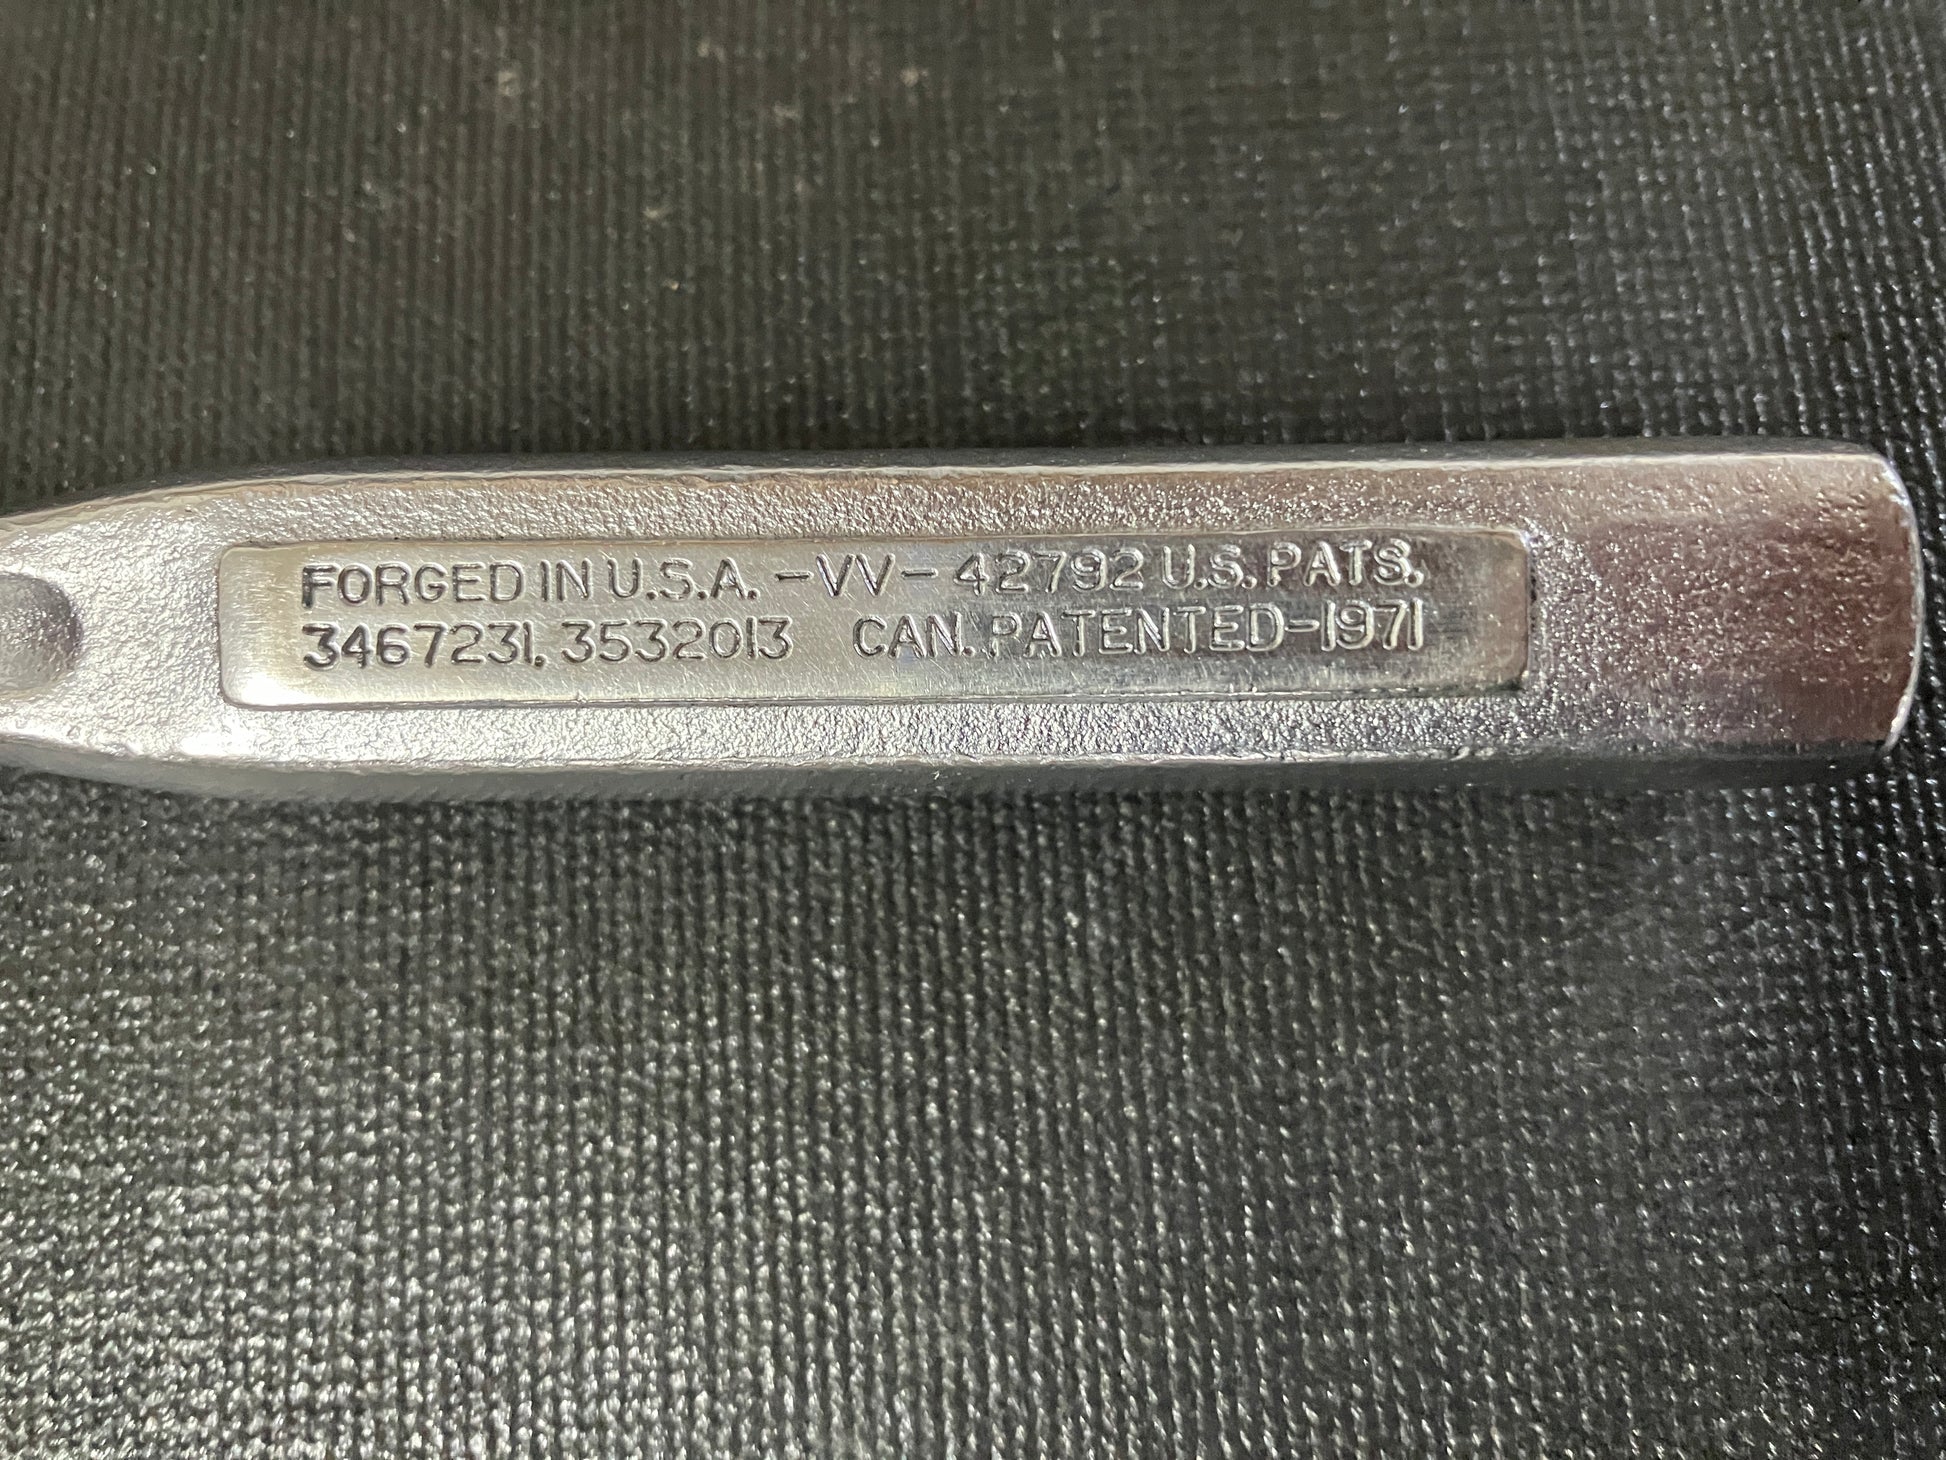 FORGED IN U.S.A. -VV- 42792 U.S. PATS.
3467231, 3532013 CAN. PATENTED-1971